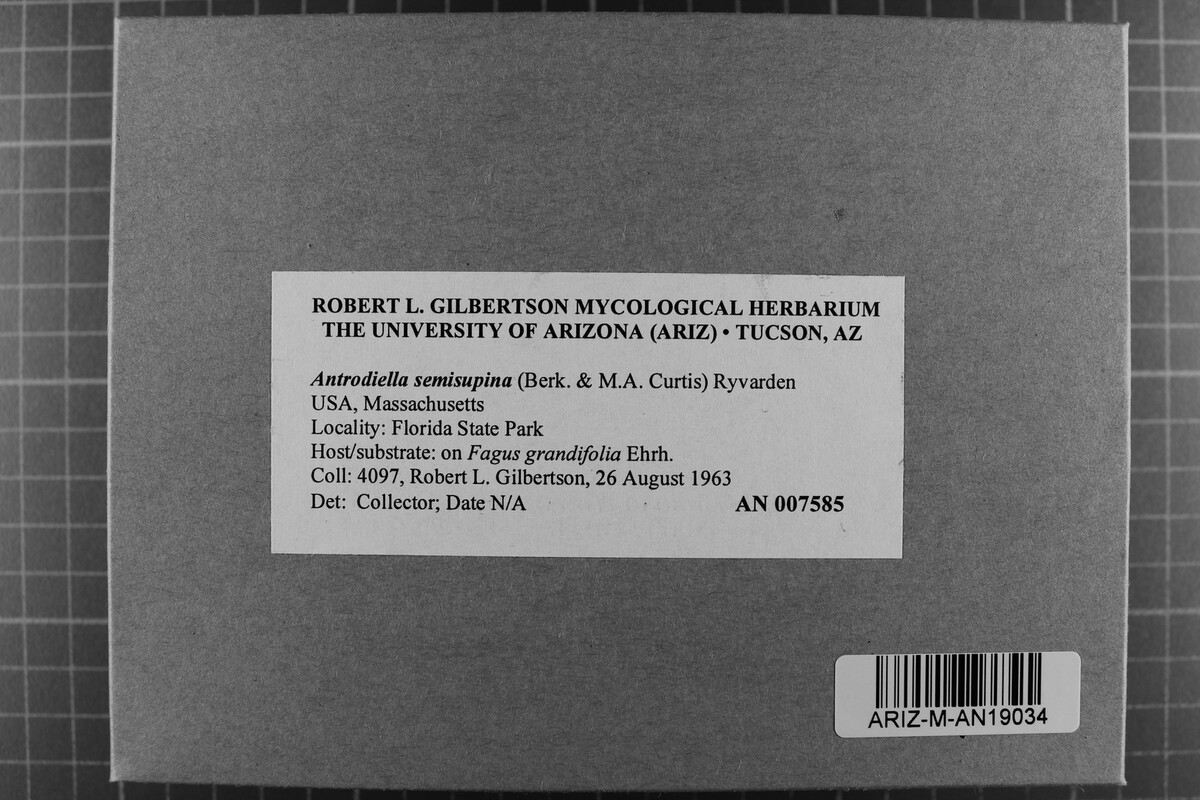 ROBERT L. GILBERTSON MYCOLOGICAL HERBARIUM
THE UNIVERSITY OF ARIZONA (ARIZ) • TUCSON, AZ
Antrodiella semisupina (Berk. & M.A. Curtis) Ryvarden
USA, Massachusetts
Locality: Florida State Park
Host/substrate: on Fagus grandifolia Ehrh.
Coll: 4097, Robert L. Gilbertson, 26 August 1963
Det: Collector; Date N/A AN 007585
ARIZ-M-AN19034